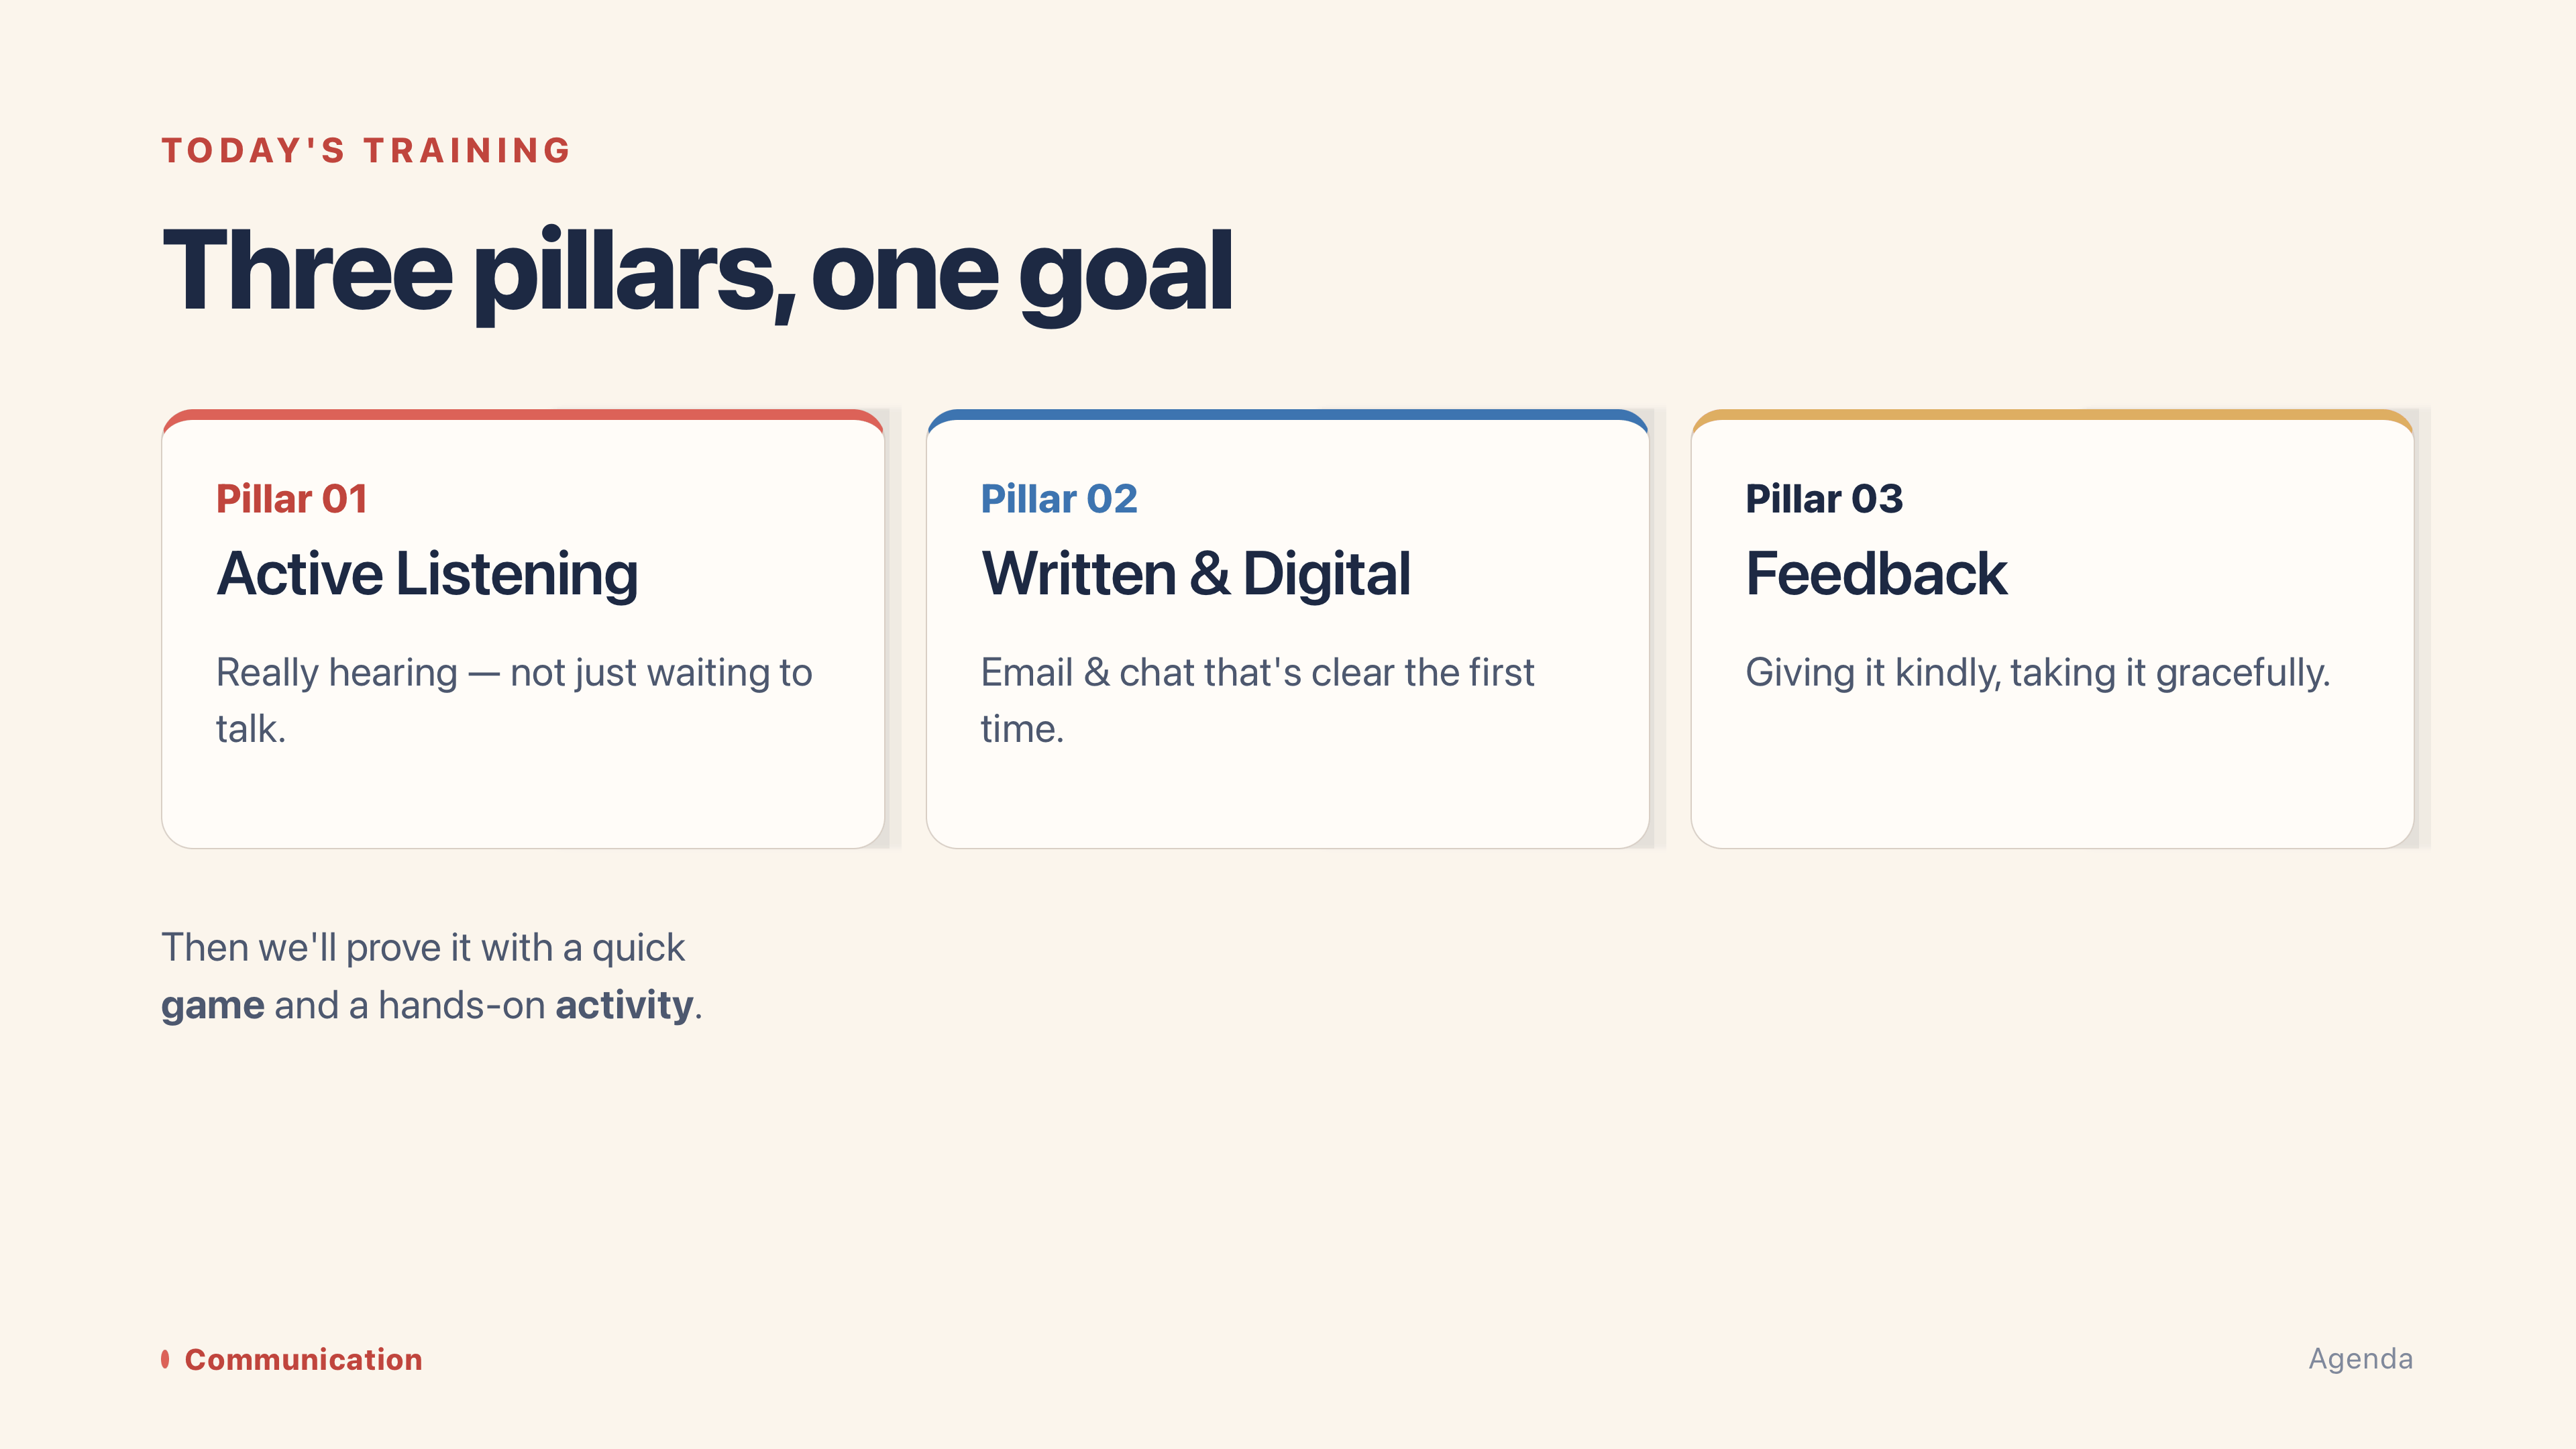 TODAY'S TRAINING
Three pillars, one goal
Pillar 01
Active Listening
Really hearing — not just waiting to
talk.
Pillar 02
Written & Digital
Email & chat that's clear the first
time.
Pillar 03
Feedback
Giving it kindly, taking it gracefully.
Then we'll prove it with a quick
game and a hands-on activity.
Communication
Agenda